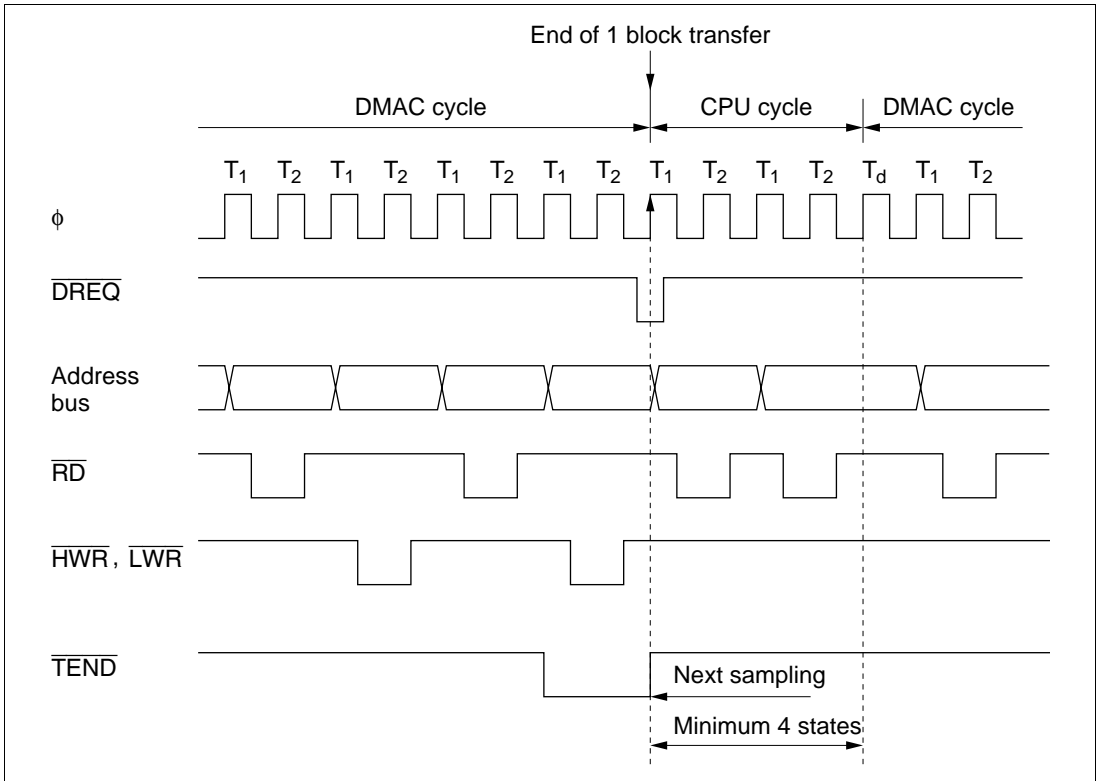 End of 1 block transfer
DMAC cycle CPU cycle DMAC cycle
T1 T2 T1 T2 T1 T2 T1 T2 T1 T2 T1 T2 Td T1 T2
ϕ
DREQ
Address
bus
RD
HWR, LWR
TEND
Next sampling
Minimum 4 states